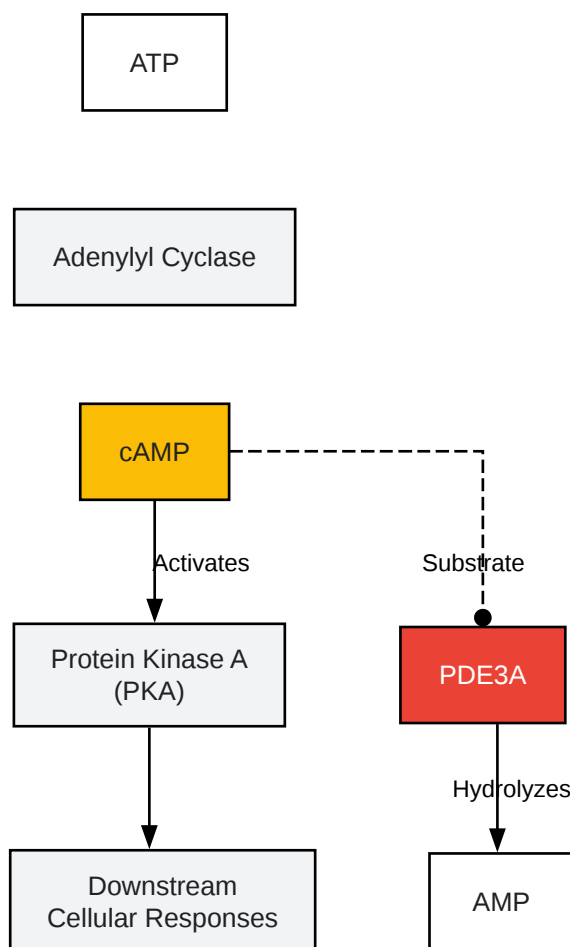 ATP
Adenylyl Cyclase
cAMP
Activates
Substrate
Protein Kinase A
(PKA)
PDE3A
Hydrolyzes
Downstream
Cellular Responses
AMP